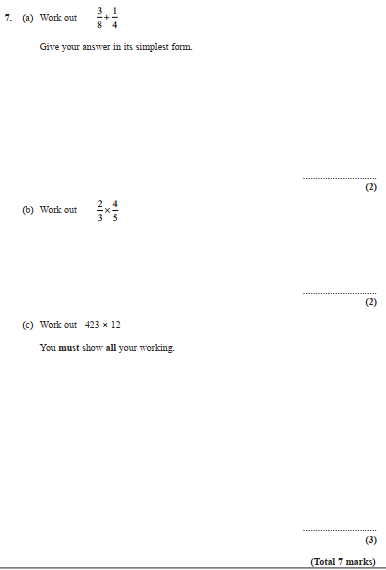 7. (a) Work out 3/8 + 1/4
Give your answer in its simplest form.
..............................
(2)
(b) Work out 2/3 × 4/5
..............................
(2)
(c) Work out 423 × 12
You must show all your working.
..............................
(3)
(Total 7 marks)